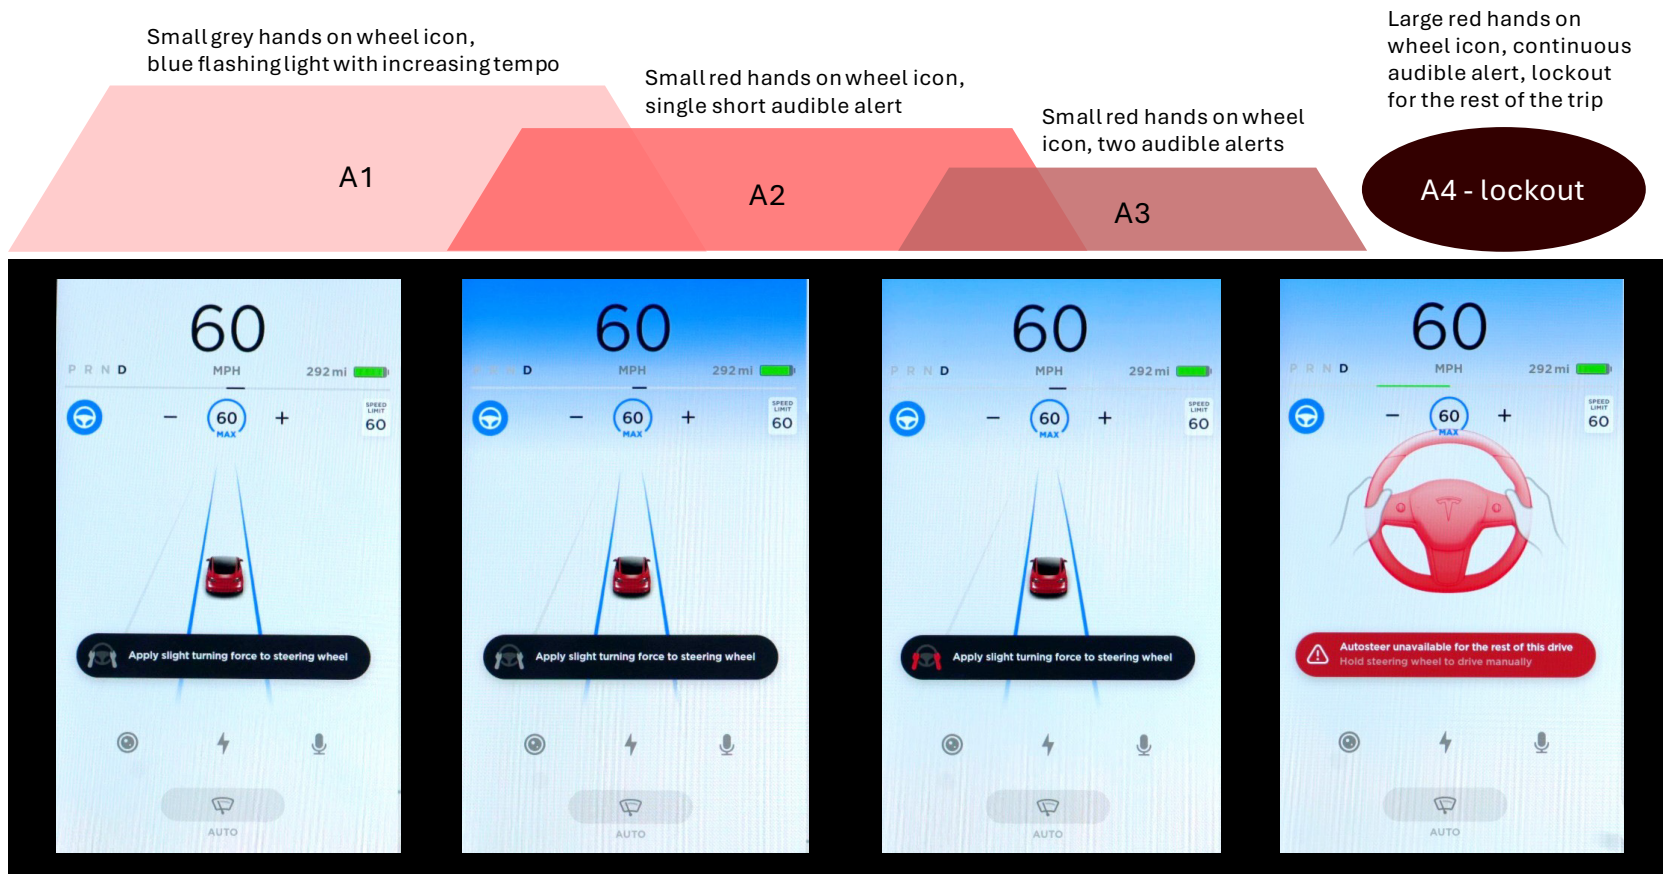 Small grey hands on wheel icon,
blue flashing light with increasing tempo
Small red hands on wheel icon,
single short audible alert
Small red hands on wheel
icon, two audible alerts
Large red hands on
wheel icon, continuous
audible alert, lockout
for the rest of the trip
A1
A2
A3
A4 - lockout
60
P R N D
MPH
292 mi
−
60
MAX
+
SPEED
LIMIT
60
Apply slight turning force to steering wheel
AUTO
60
D
MPH
292 mi
−
60
MAX
+
SPEED
LIMIT
60
Apply slight turning force to steering wheel
AUTO
60
P R N D
MPH
292 mi
−
60
MAX
+
SPEED
LIMIT
60
Apply slight turning force to steering wheel
AUTO
60
P R N D
MPH
292 mi
−
60
MAX
+
SPEED
LIMIT
60
Autosteer unavailable for the rest of this drive
Hold steering wheel to drive manually
AUTO